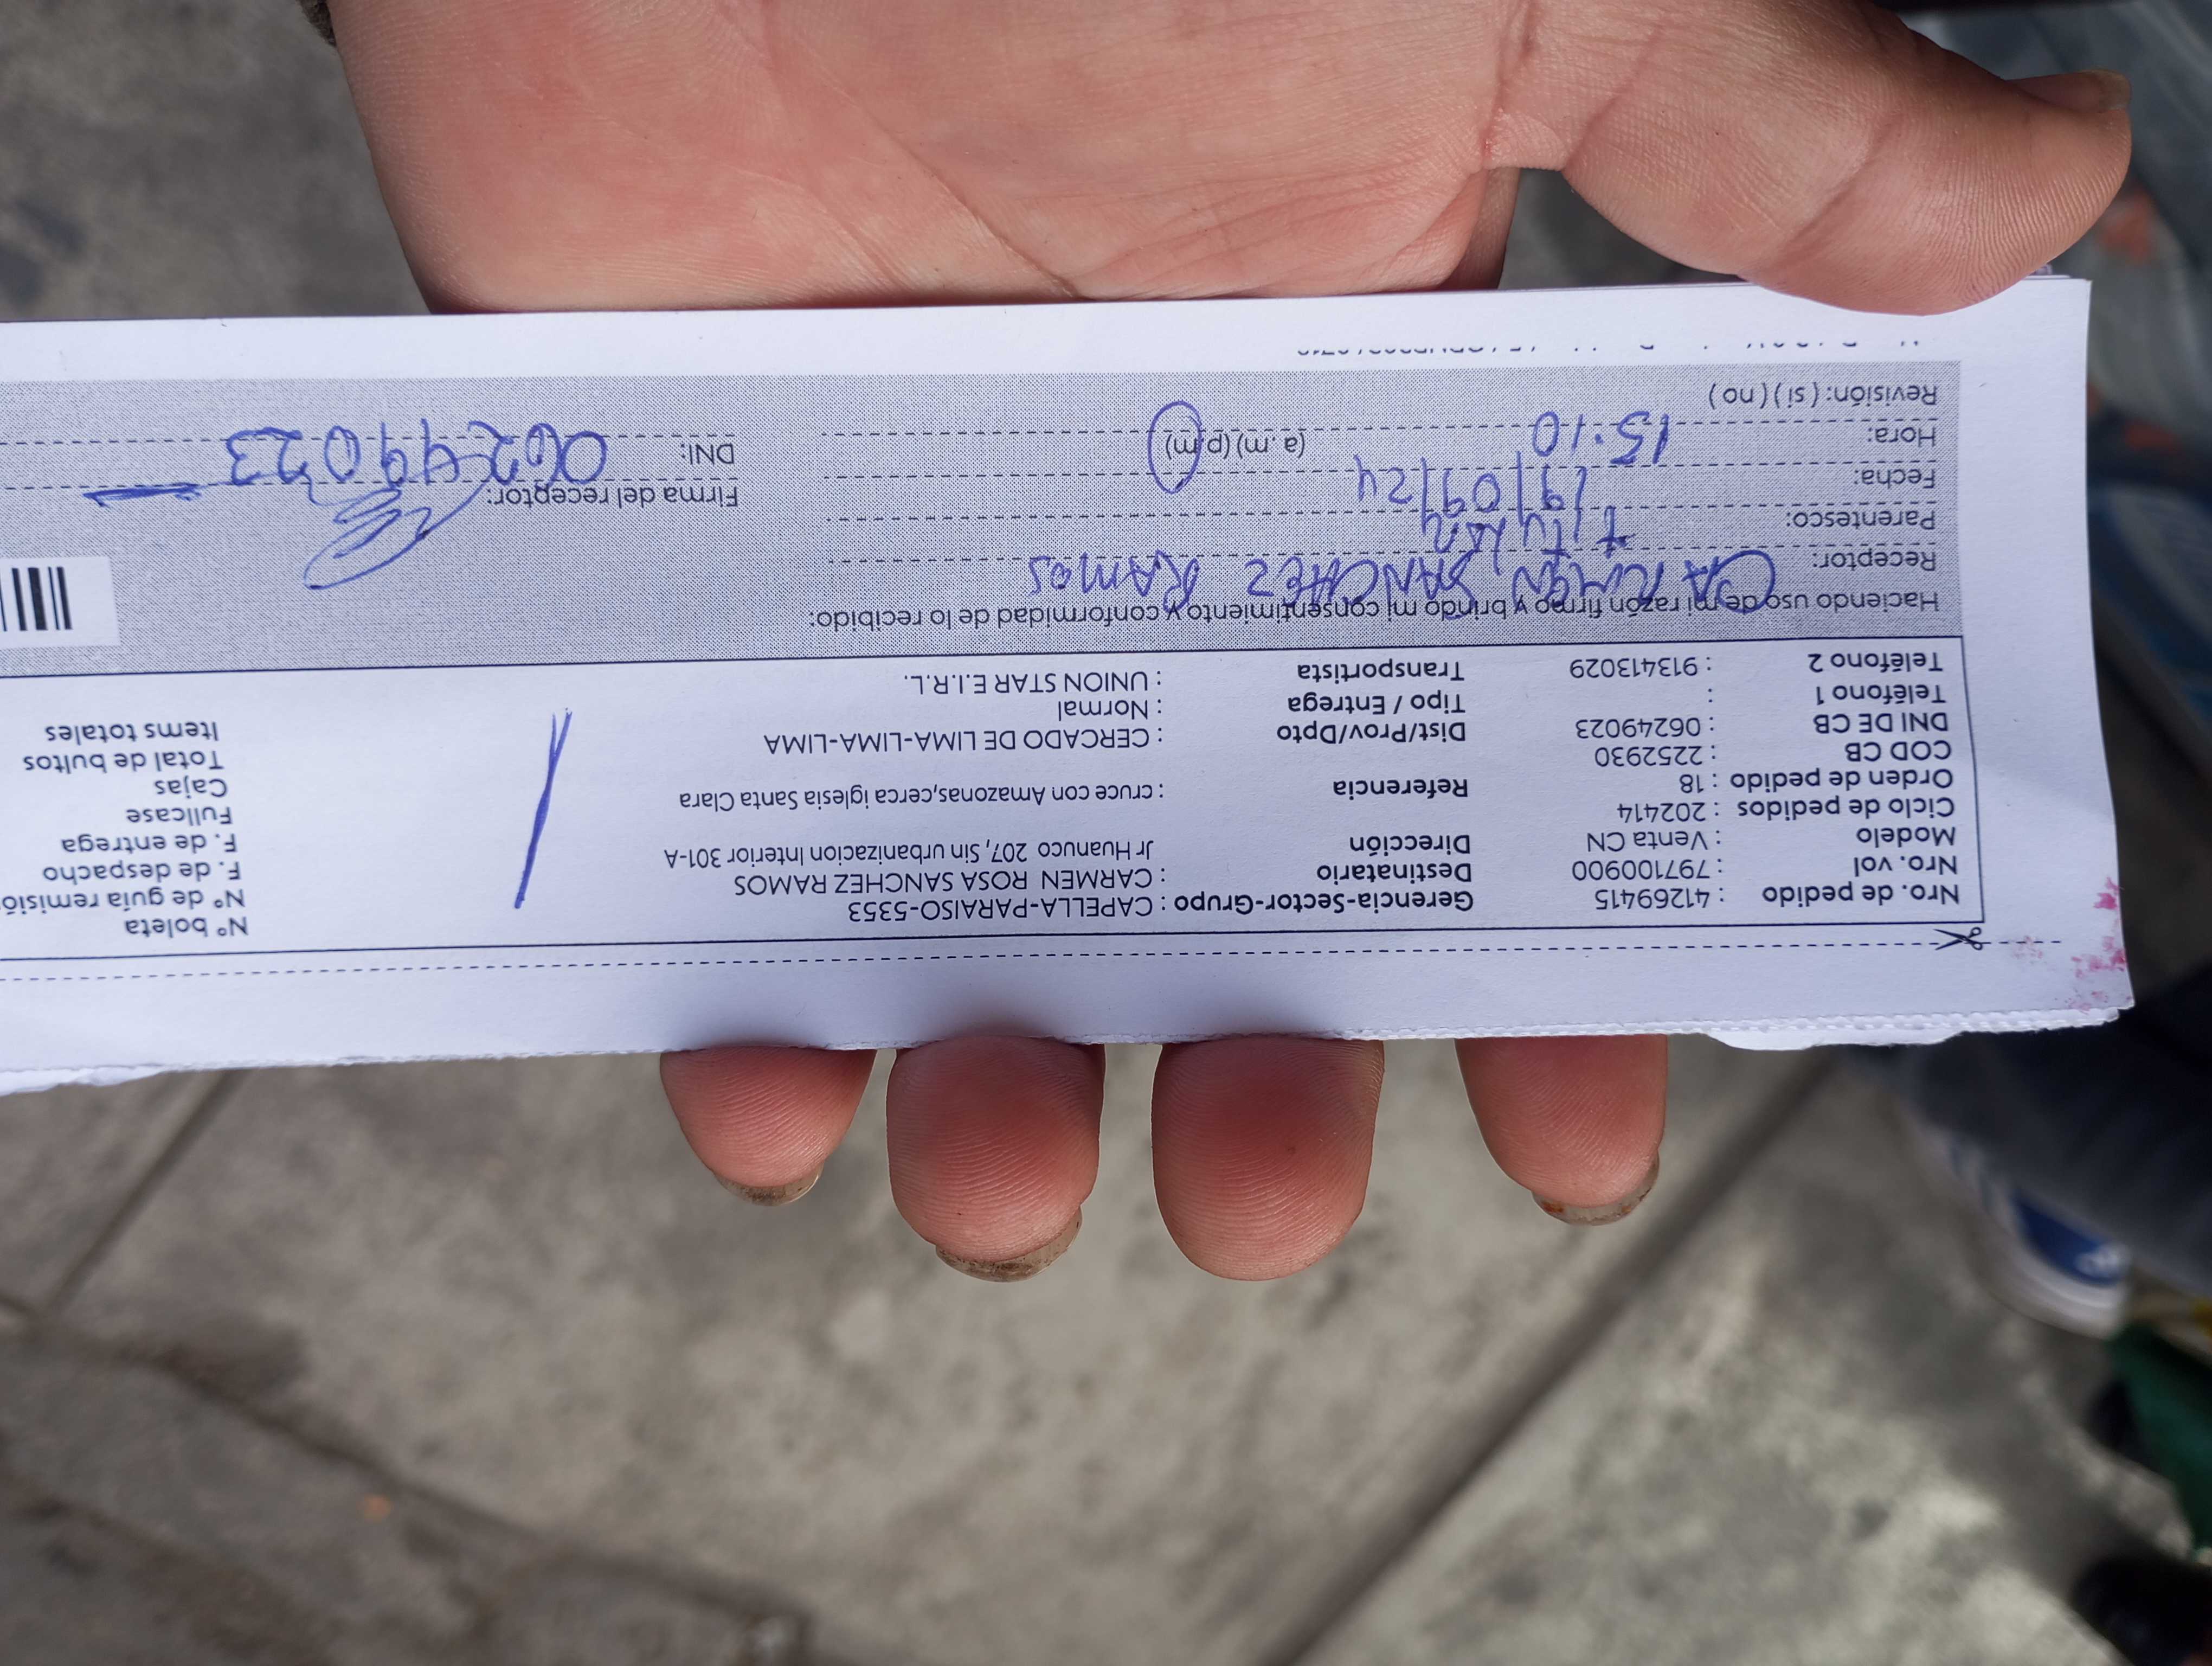 Nro. de pedido : 41269415 Gerencia-Sector-Grupo : CAPELLA-PARAISO-5353 N° boleta
Nro. vol : 797100900 Destinatario : CARMEN ROSA SANCHEZ RAMOS N° de guía remisió
Modelo : Venta CN Dirección Jr Huanuco 207, Sin urbanizacion Interior 301-A F. de despacho
Ciclo de pedidos : 202414 F. de entrega
Orden de pedido : 18 Referencia : cruce con Amazonas,cerca iglesia Santa Clara Fullcase
COD CB : 2252930 Cajas
DNI DE CB : 06249023 Dist/Prov/Dpto : CERCADO DE LIMA-LIMA-LIMA Total de bultos
Teléfono 1 : Tipo / Entrega : Normal Items totales
Teléfono 2 : 913413029 Transportista : UNION STAR E.I.R.L.
Haciendo uso de mi razón firmo y brindo mi consentimiento y conformidad de lo recibido:
Receptor: CARMEN SANCHEZ RAMOS
Parentesco: titular
Fecha: 19/09/24 Firma del receptor:
Hora: 15.10 (a.m) (p.m) DNI: 06249023
Revisión: ( si ) ( no )